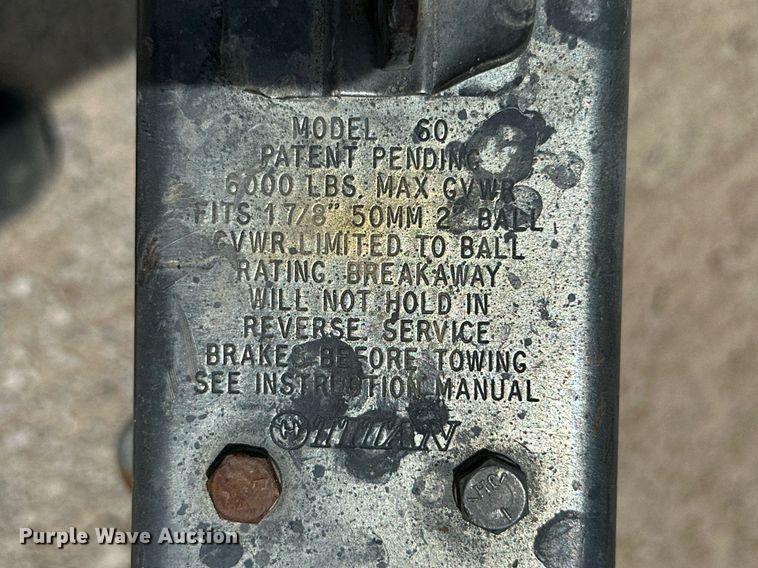 MODEL 60
PATENT PENDING
6000 LBS. MAX GVWR
FITS 1 7/8" 50MM 2" BALL
GVWR LIMITED TO BALL
RATING. BREAKAWAY
WILL NOT HOLD IN
REVERSE. SERVICE
BRAKES BEFORE TOWING
SEE INSTRUCTION MANUAL
TITAN
Purple Wave Auction